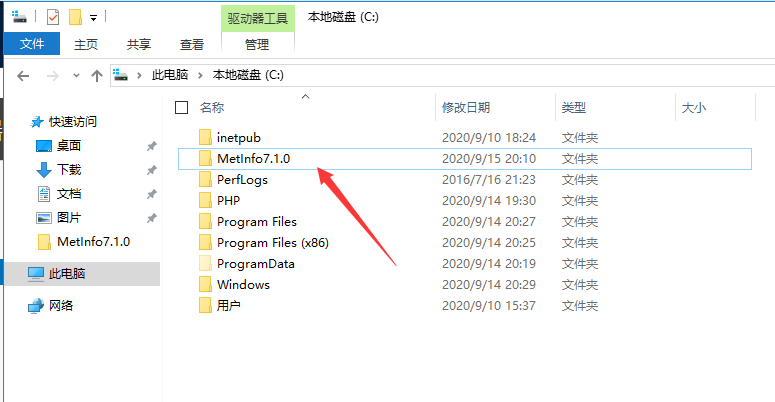 驱动器工具 本地磁盘 (C:)
文件 主页 共享 查看 管理
此电脑 本地磁盘 (C:)
名称 修改日期 类型 大小
快速访问
桌面
下载
文档
图片
MetInfo7.1.0
此电脑
网络
inetpub 2020/9/10 18:24 文件夹
MetInfo7.1.0 2020/9/15 20:10 文件夹
PerfLogs 2016/7/16 21:23 文件夹
PHP 2020/9/14 19:30 文件夹
Program Files 2020/9/14 20:27 文件夹
Program Files (x86) 2020/9/14 20:25 文件夹
ProgramData 2020/9/14 20:19 文件夹
Windows 2020/9/14 20:29 文件夹
用户 2020/9/10 15:37 文件夹